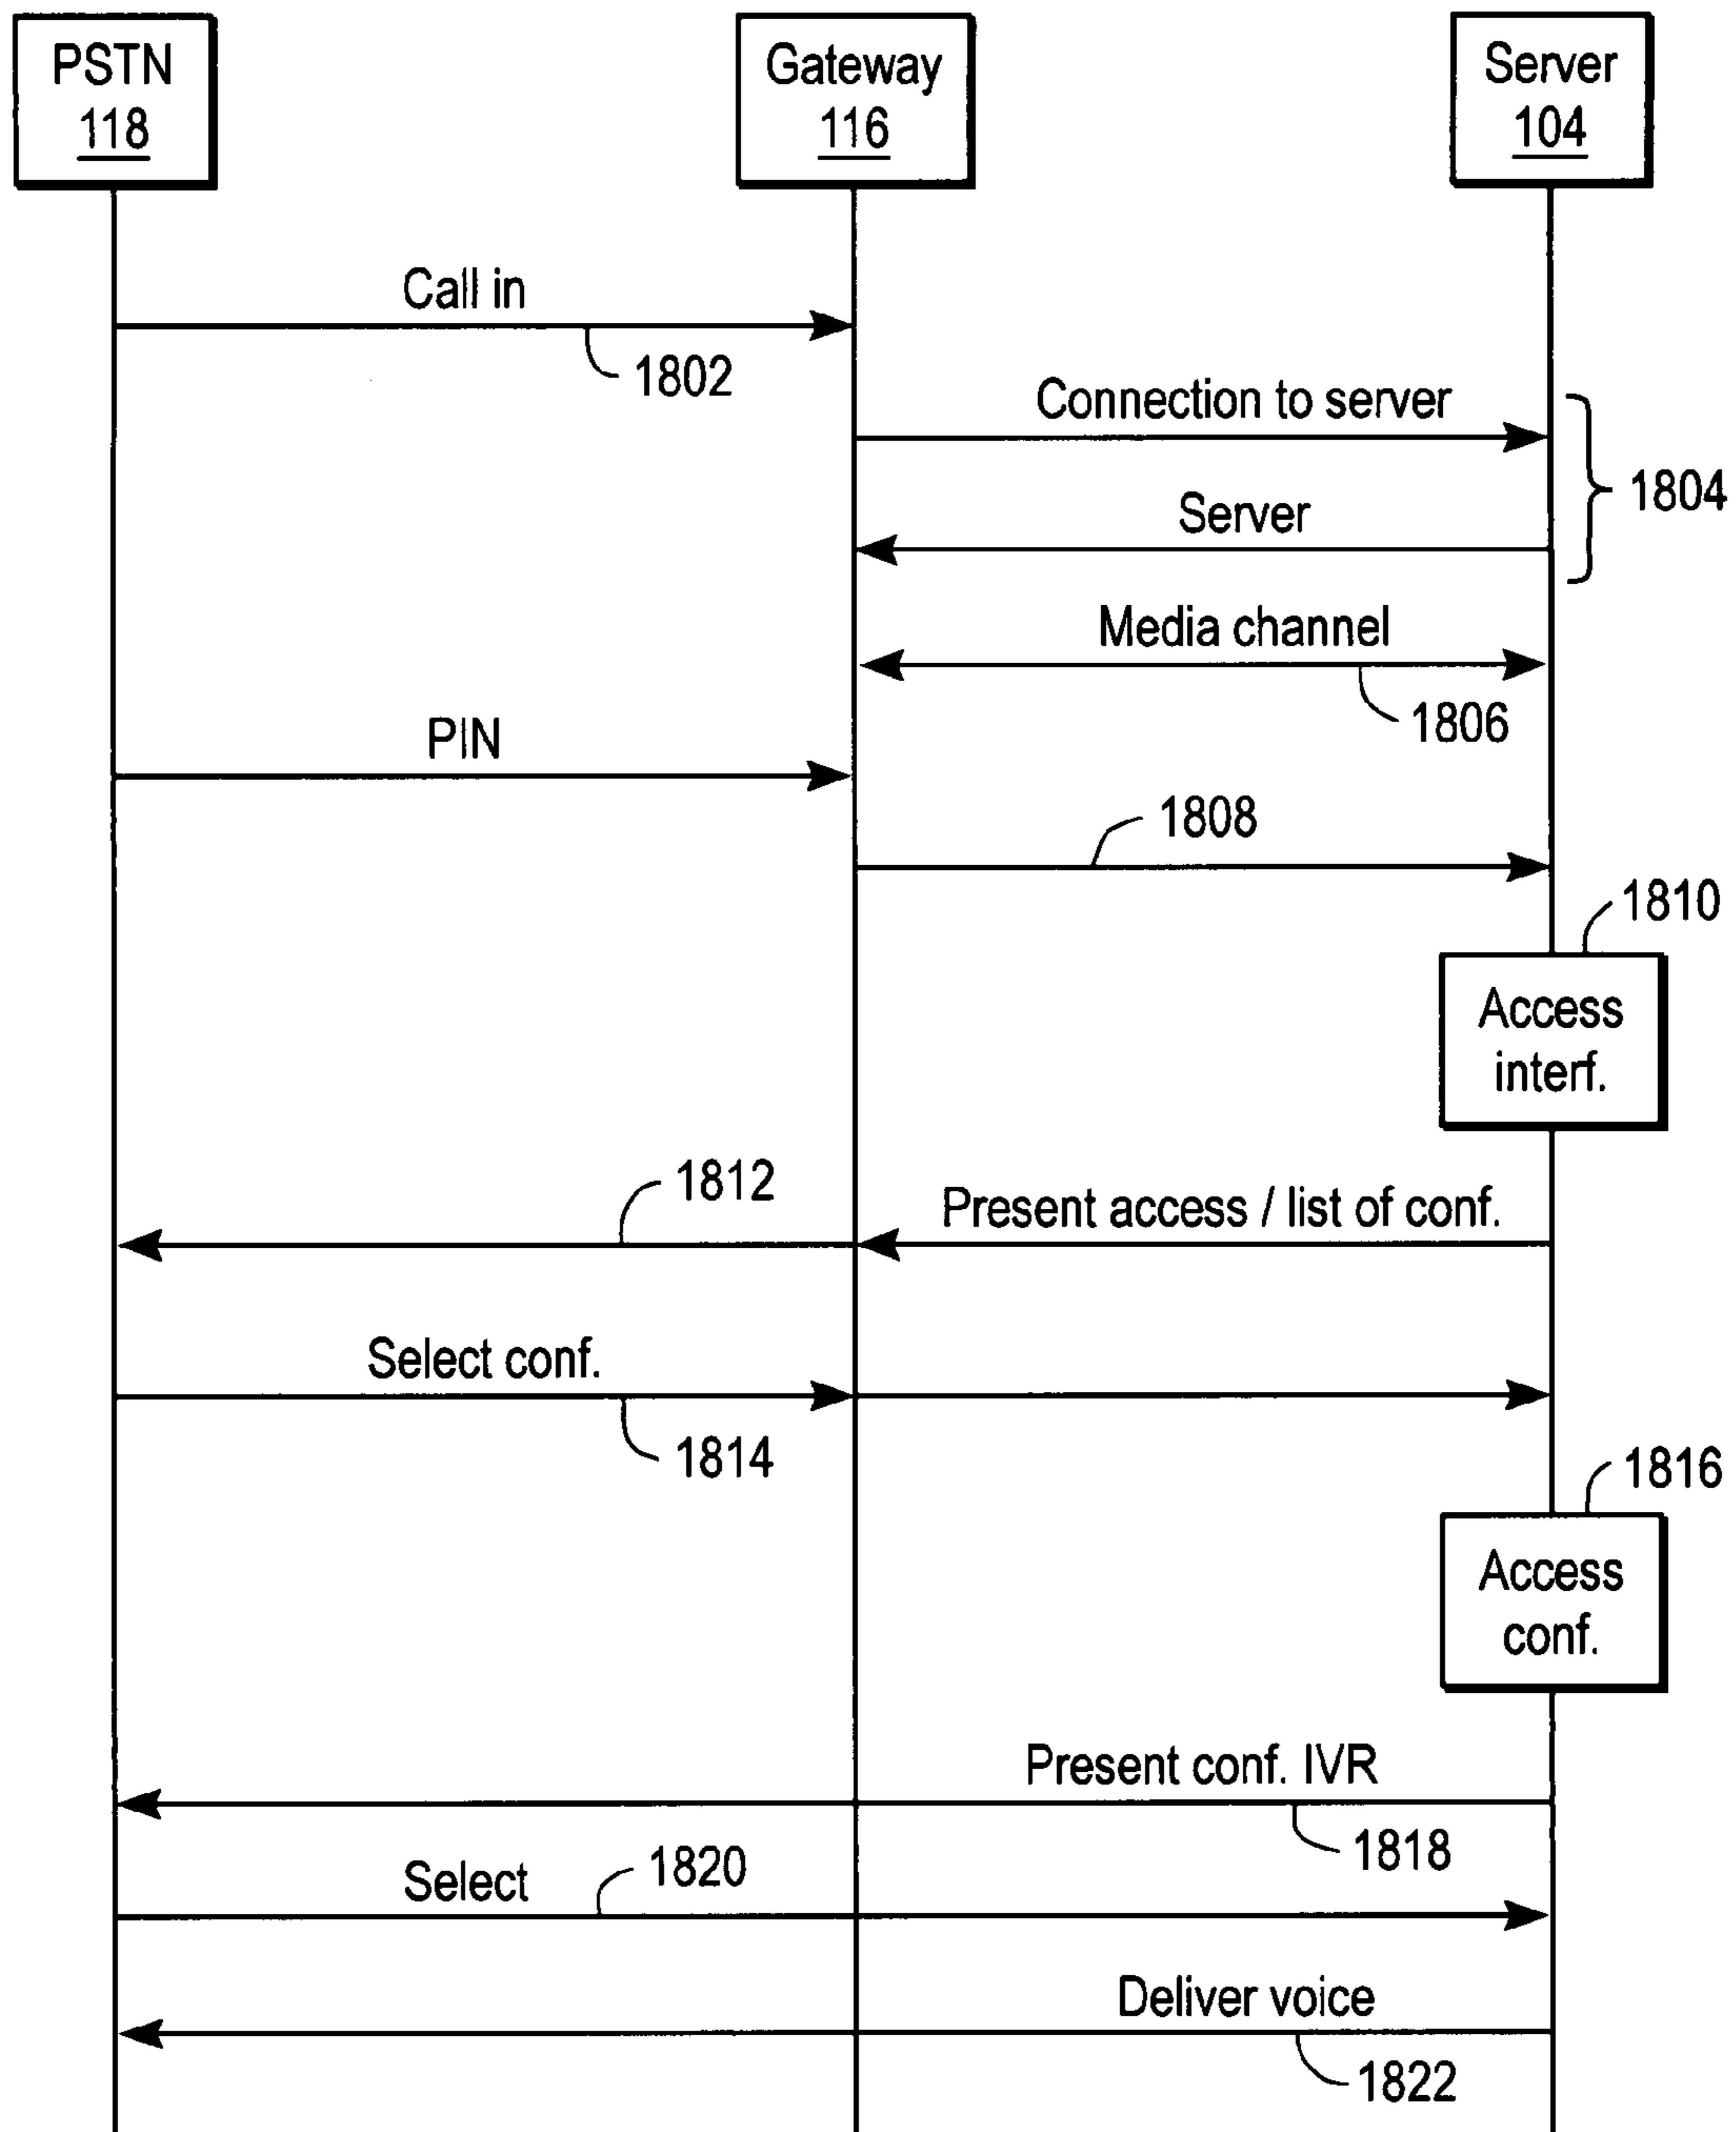 PSTN
118
Gateway
116
Server
104
Call in
1802
Connection to server
1804
Server
Media channel
1806
PIN
1808
1810
Access
interf.
1812
Present access / list of conf.
Select conf.
1814
1816
Access
conf.
Present conf. IVR
1818
Select
1820
Deliver voice
1822